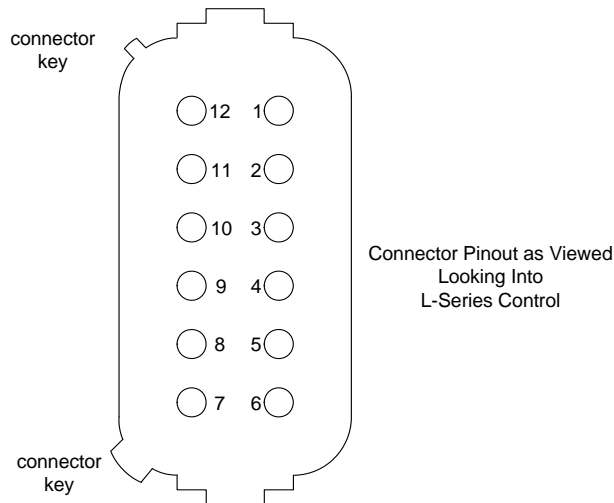 connector
key
12 1
11 2
10 3
9 4
8 5
7 6
Connector Pinout as Viewed
Looking Into
L-Series Control
connector
key